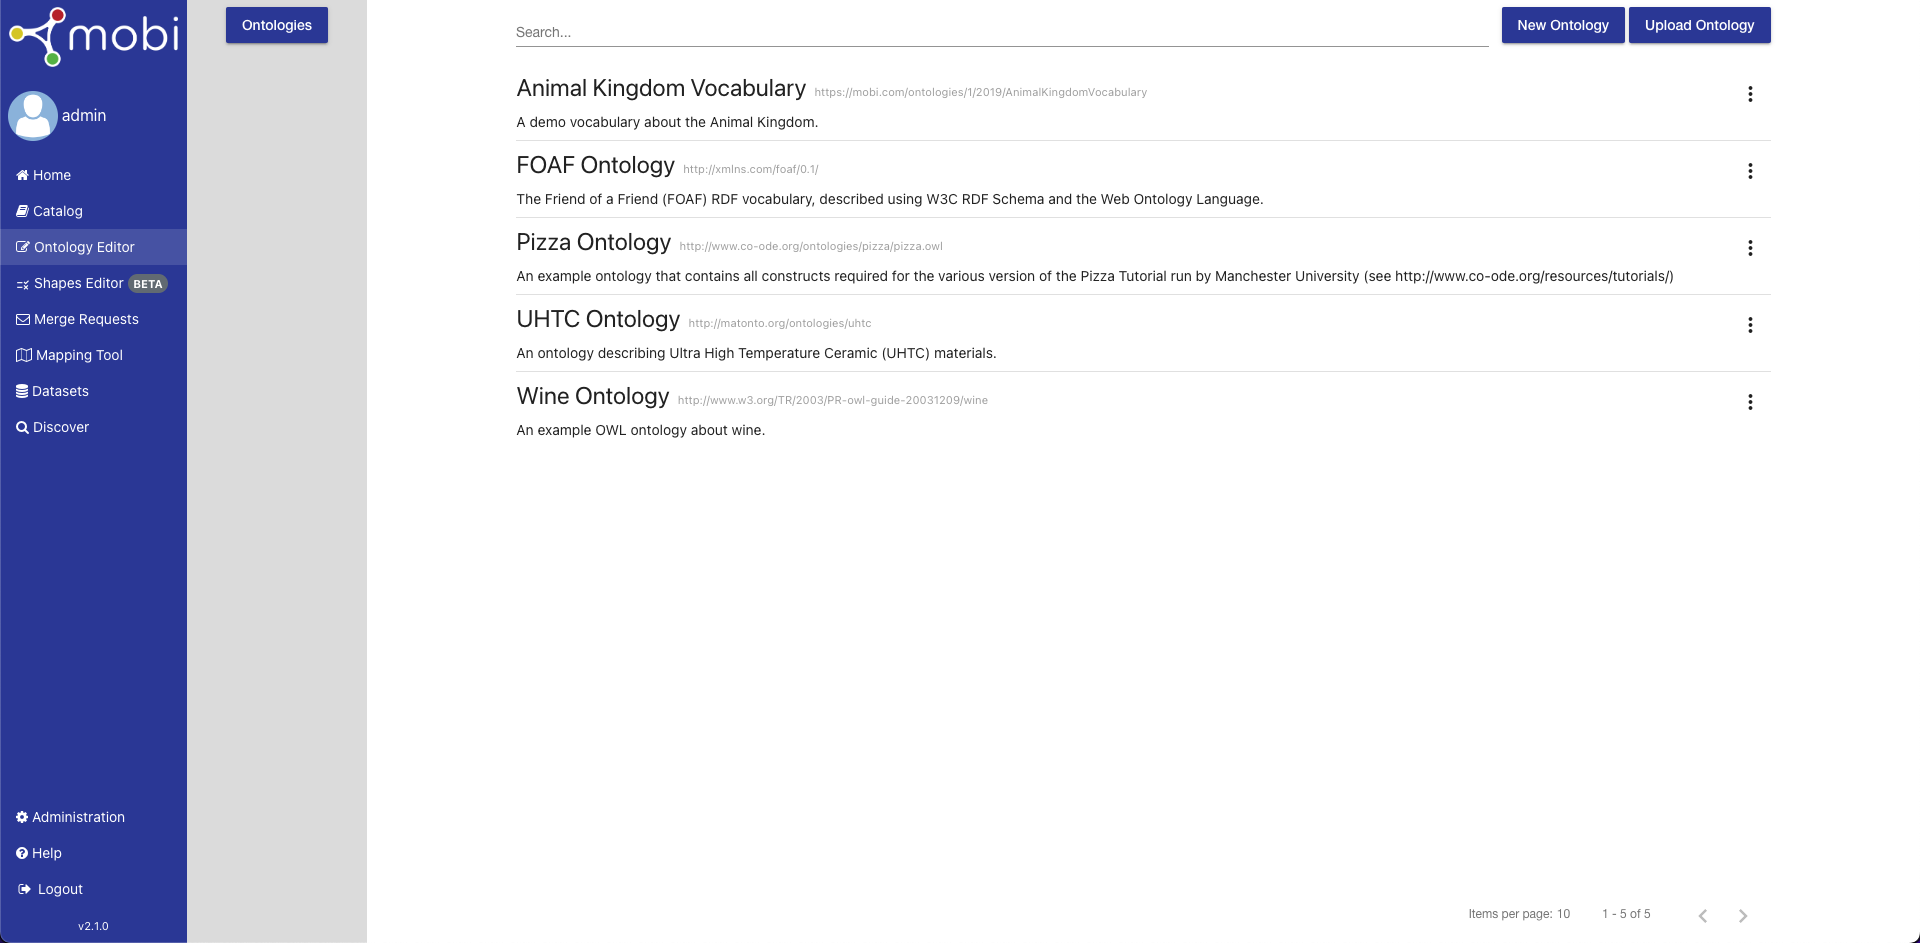 mobi
admin
Home
Catalog
Ontology Editor
Shapes Editor BETA
Merge Requests
Mapping Tool
Datasets
Discover
Administration
Help
Logout
v2.1.0
Ontologies
Search...
New Ontology
Upload Ontology
Animal Kingdom Vocabulary https://mobi.com/ontologies/1/2019/AnimalKingdomVocabulary
A demo vocabulary about the Animal Kingdom.
FOAF Ontology http://xmlns.com/foaf/0.1/
The Friend of a Friend (FOAF) RDF vocabulary, described using W3C RDF Schema and the Web Ontology Language.
Pizza Ontology http://www.co-ode.org/ontologies/pizza/pizza.owl
An example ontology that contains all constructs required for the various version of the Pizza Tutorial run by Manchester University (see http://www.co-ode.org/resources/tutorials/)
UHTC Ontology http://matonto.org/ontologies/uhtc
An ontology describing Ultra High Temperature Ceramic (UHTC) materials.
Wine Ontology http://www.w3.org/TR/2003/PR-owl-guide-20031209/wine
An example OWL ontology about wine.
Items per page: 10 1 - 5 of 5